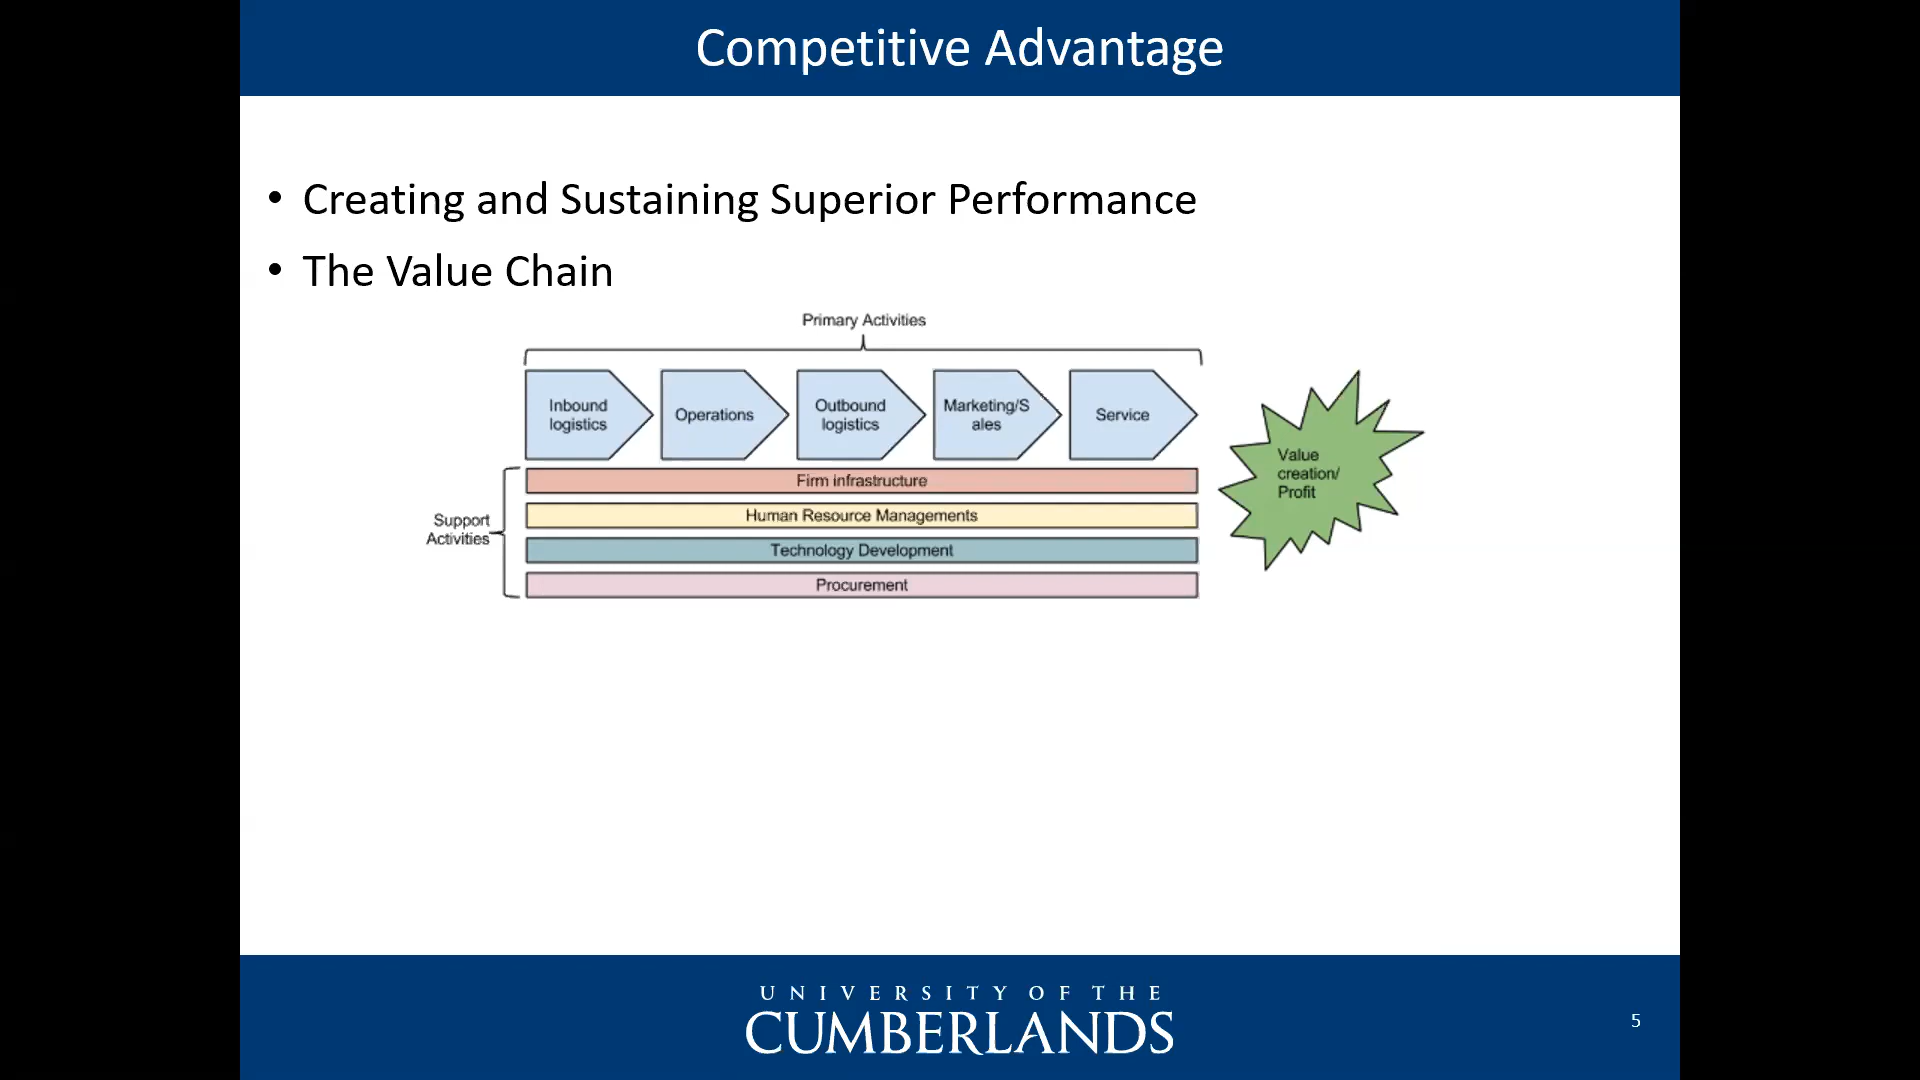 Competitive Advantage
• Creating and Sustaining Superior Performance
• The Value Chain
Primary Activities
Inbound
logistics
Operations
Outbound
logistics
Marketing/S
ales
Service
Firm infrastructure
Human Resource Managements
Technology Development
Procurement
Support
Activities
Value
creation/
Profit
UNIVERSITY OF THE
CUMBERLANDS
5